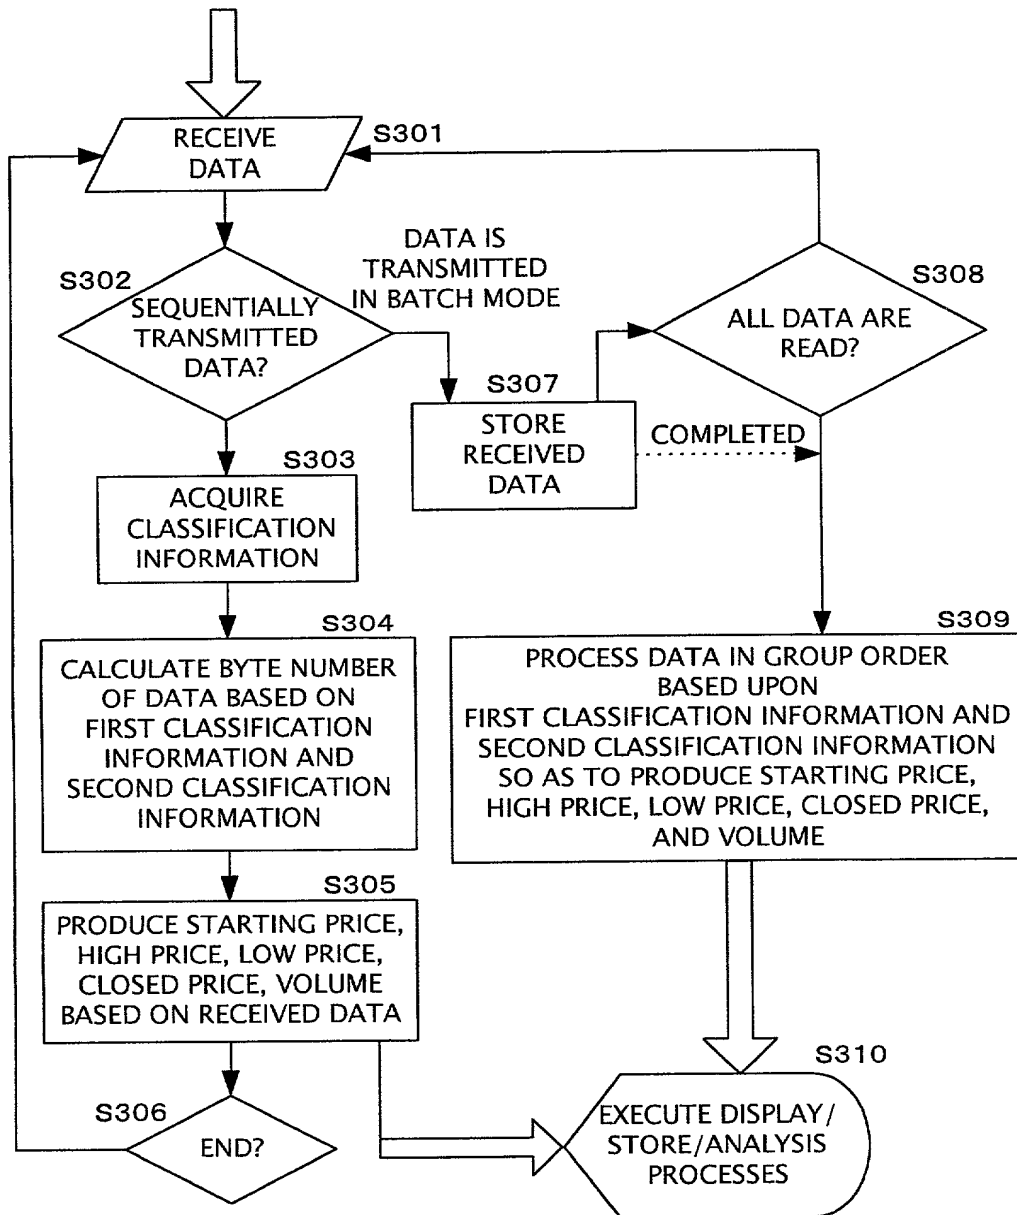 RECEIVE
DATA
S301
S302
SEQUENTIALLY
TRANSMITTED
DATA?
DATA IS
TRANSMITTED
IN BATCH MODE
S303
ACQUIRE
CLASSIFICATION
INFORMATION
S304
CALCULATE BYTE NUMBER
OF DATA BASED ON
FIRST CLASSIFICATION
INFORMATION AND
SECOND CLASSIFICATION
INFORMATION
S305
PRODUCE STARTING PRICE,
HIGH PRICE, LOW PRICE,
CLOSED PRICE, VOLUME
BASED ON RECEIVED DATA
S306
END?
S307
STORE
RECEIVED
DATA
S308
ALL DATA ARE
READ?
COMPLETED
S309
PROCESS DATA IN GROUP ORDER
BASED UPON
FIRST CLASSIFICATION INFORMATION AND
SECOND CLASSIFICATION INFORMATION
SO AS TO PRODUCE STARTING PRICE,
HIGH PRICE, LOW PRICE, CLOSED PRICE,
AND VOLUME
S310
EXECUTE DISPLAY/
STORE/ANALYSIS
PROCESSES